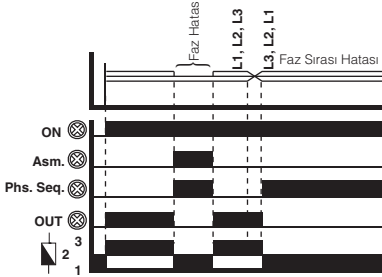 Faz Hatası
L1, L2, L3
L3, L2, L1
Faz Sırası Hatası
ON
Asm.
Phs. Seq.
OUT
3
2
1